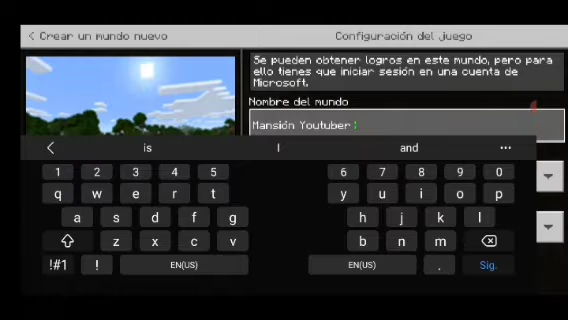 < Crear un mundo nuevo
Configuración del juego
Se pueden obtener logros en este mundo, pero para
ello tienes que iniciar sesión en una cuenta de
Microsoft.
Nombre del mundo
Mansión Youtuber :
< is I and ...
1 2 3 4 5 6 7 8 9 0
q w e r t y u i o p
a s d f g h j k l
z x c v b n m
!#1 ! EN(US) EN(US) . Sig.